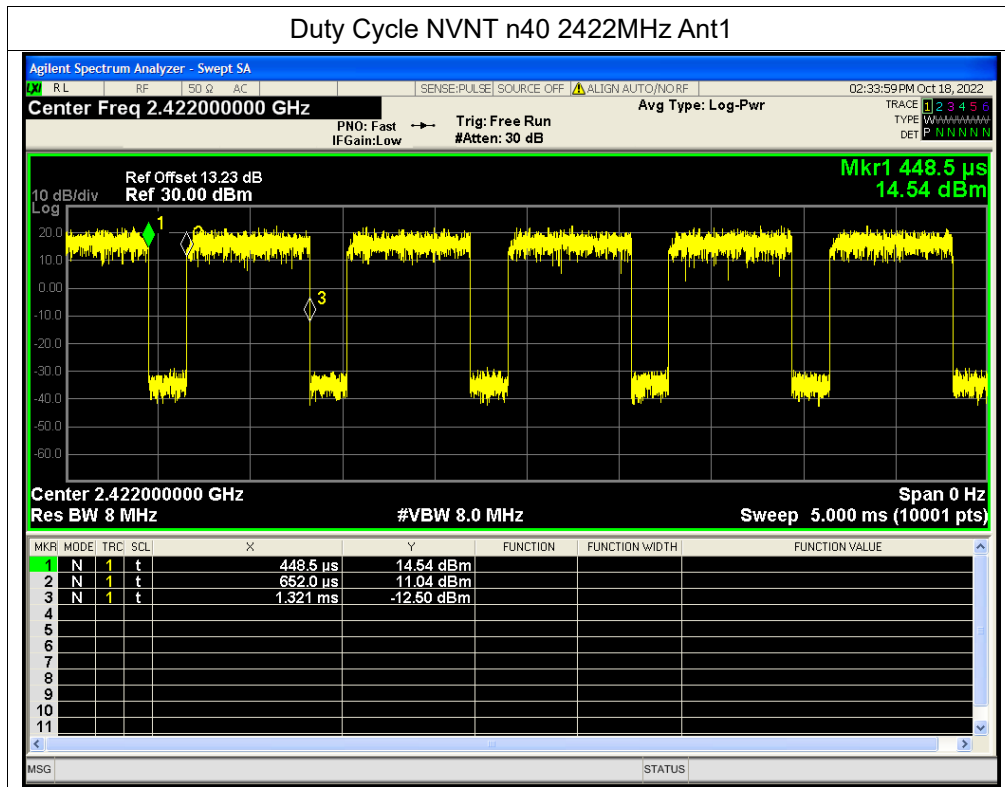 Duty Cycle NVNT n40 2422MHz Ant1
Agilent Spectrum Analyzer - Swept SA
LXI RL RF 50 Ω AC SENSE:PULSE SOURCE OFF ALIGN AUTO/NO RF 02:33:59 PM Oct 18, 2022
Center Freq 2.422000000 GHz Avg Type: Log-Pwr TRACE 1 2 3 4 5 6
PNO: Fast Trig: Free Run TYPE WWWWWW
IFGain:Low #Atten: 30 dB DET P N N N N N
Mkr1 448.5 µs
14.54 dBm
Ref Offset 13.23 dB
10 dB/div Ref 30.00 dBm
Log
20.0
10.0
0.00
-10.0
-20.0
-30.0
-40.0
-50.0
-60.0
1
2
3
Center 2.422000000 GHz Span 0 Hz
Res BW 8 MHz #VBW 8.0 MHz Sweep 5.000 ms (10001 pts)
MKR MODE TRC SCL X Y FUNCTION FUNCTION WIDTH FUNCTION VALUE
1 N 1 t 448.5 µs 14.54 dBm
2 N 1 t 652.0 µs 11.04 dBm
3 N 1 t 1.321 ms -12.50 dBm
4
5
6
7
8
9
10
11
MSG STATUS